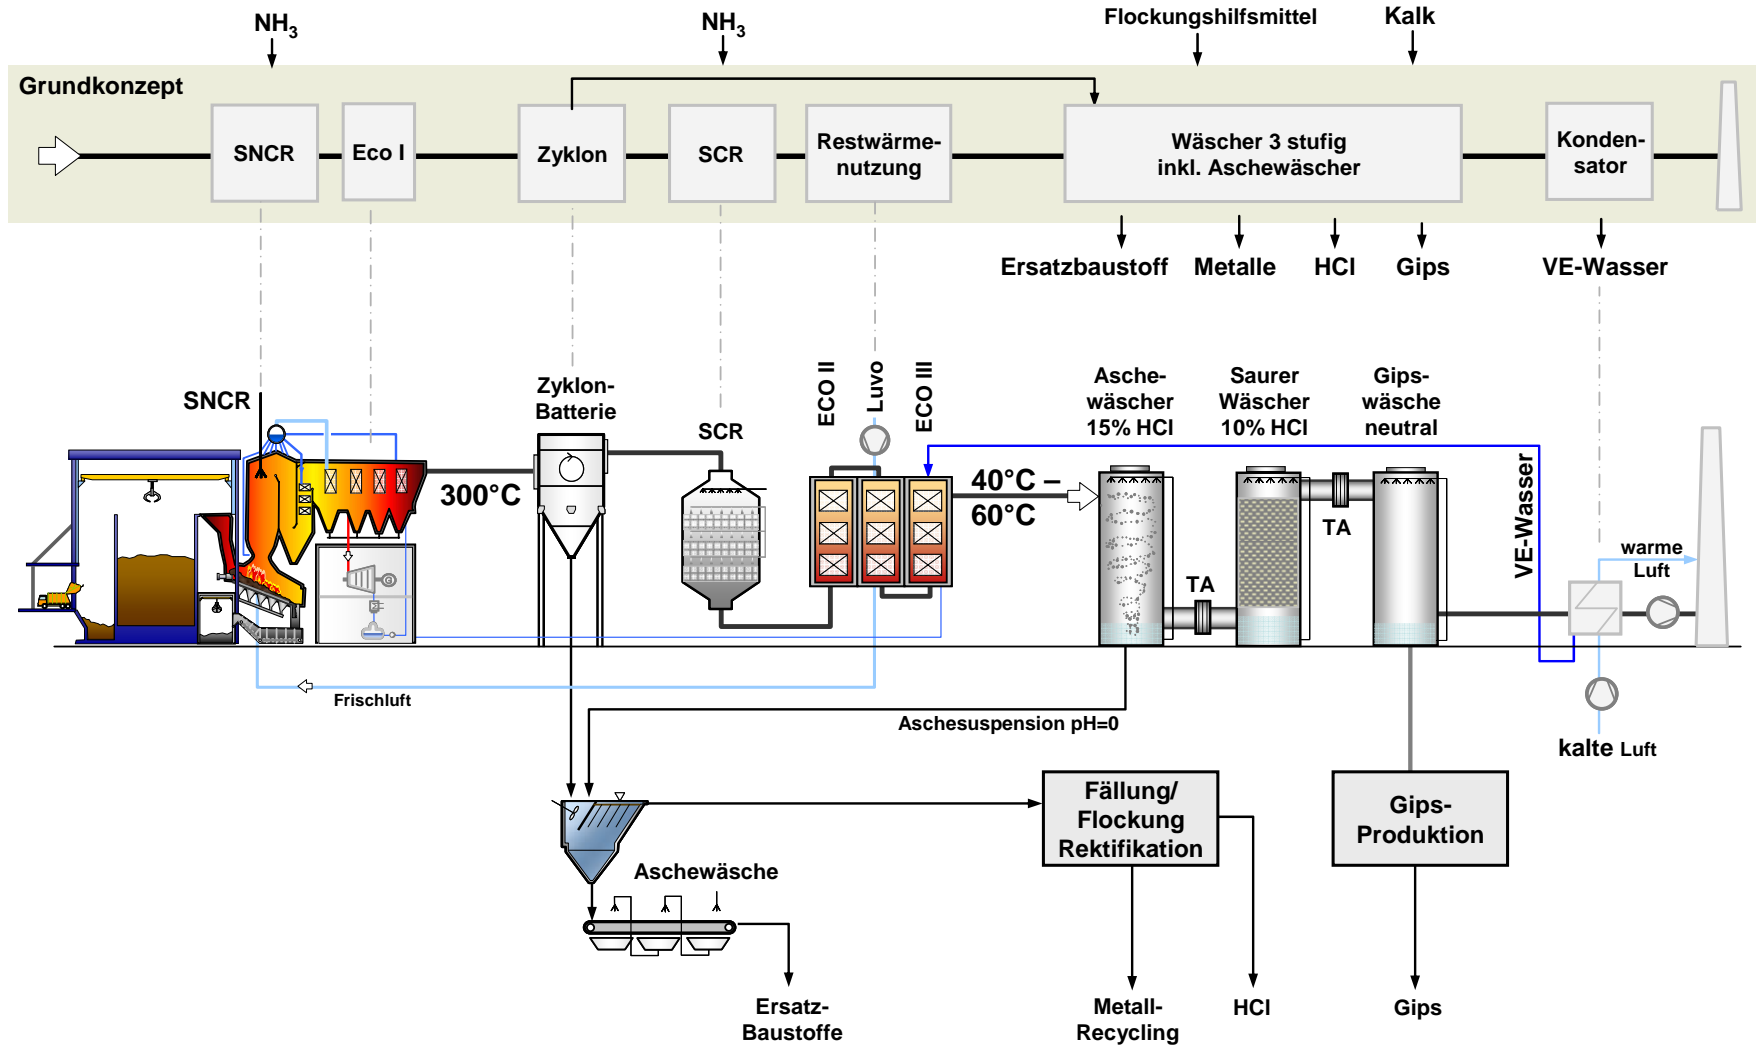 NH3
NH3
Flockungshilfsmittel
Kalk
Grundkonzept
SNCR
Eco I
Zyklon
SCR
Restwärme-
nutzung
Wäscher 3 stufig
inkl. Aschewäscher
Konden-
sator
Ersatzbaustoff
Metalle
HCl
Gips
VE-Wasser
SNCR
Zyklon-
Batterie
SCR
ECO II
Luvo
ECO III
Asche-
wäscher
15% HCl
Saurer
Wäscher
10% HCl
Gips-
wäsche
neutral
300°C
40°C –
60°C
TA
TA
VE-Wasser
warme
Luft
G
Frischluft
Aschesuspension pH=0
kalte Luft
Fällung/
Flockung
Rektifikation
Gips-
Produktion
Aschewäsche
Ersatz-
Baustoffe
Metall-
Recycling
HCl
Gips